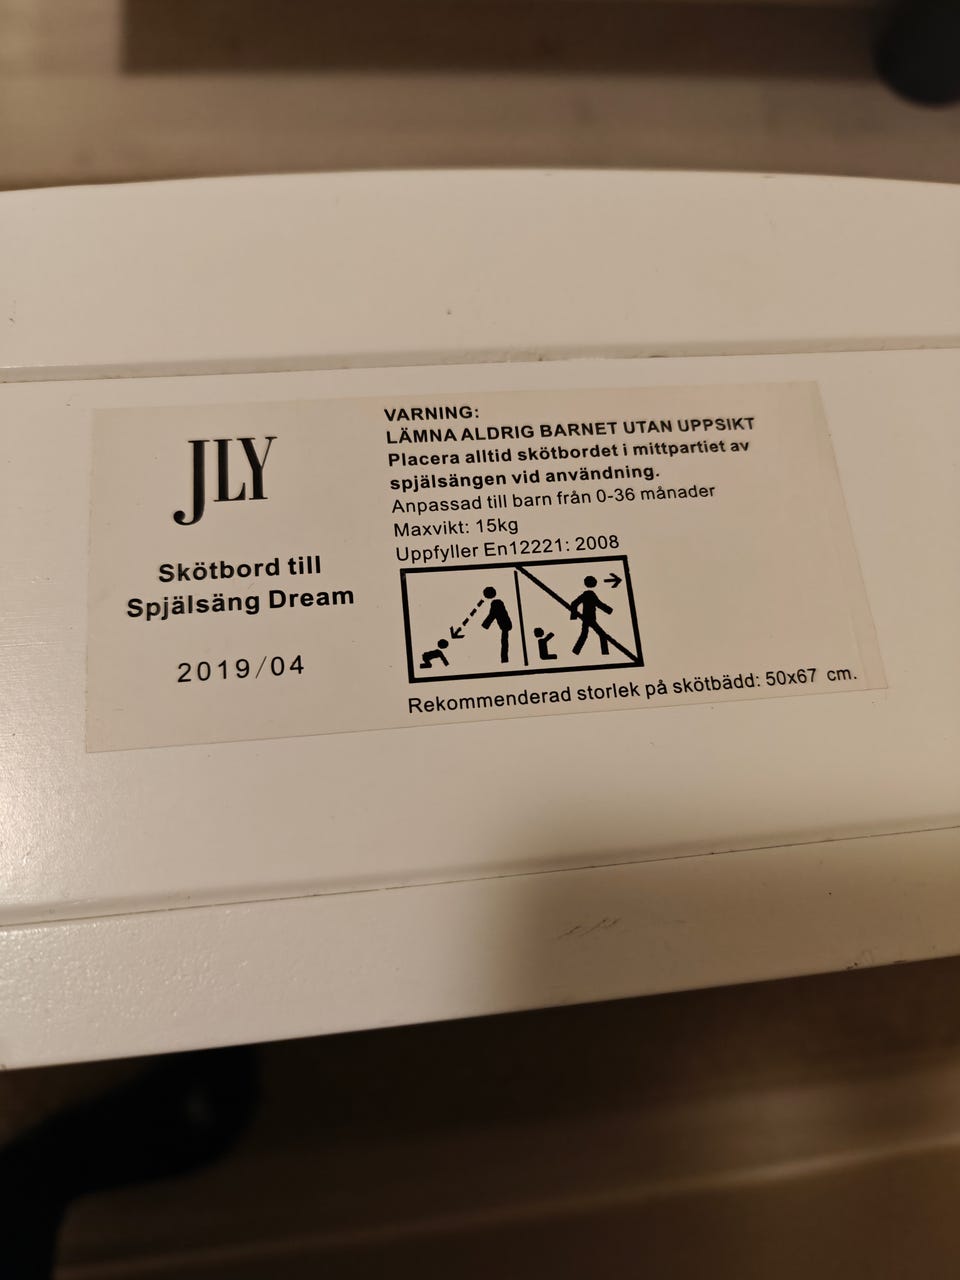 JLY
Skötbord till
Spjälsäng Dream
2019/04
VARNING:
LÄMNA ALDRIG BARNET UTAN UPPSIKT
Placera alltid skötbordet i mittpartiet av
spjälsängen vid användning.
Anpassad till barn från 0-36 månader
Maxvikt: 15kg
Uppfyller En12221: 2008
Rekommenderad storlek på skötbädd: 50x67 cm.